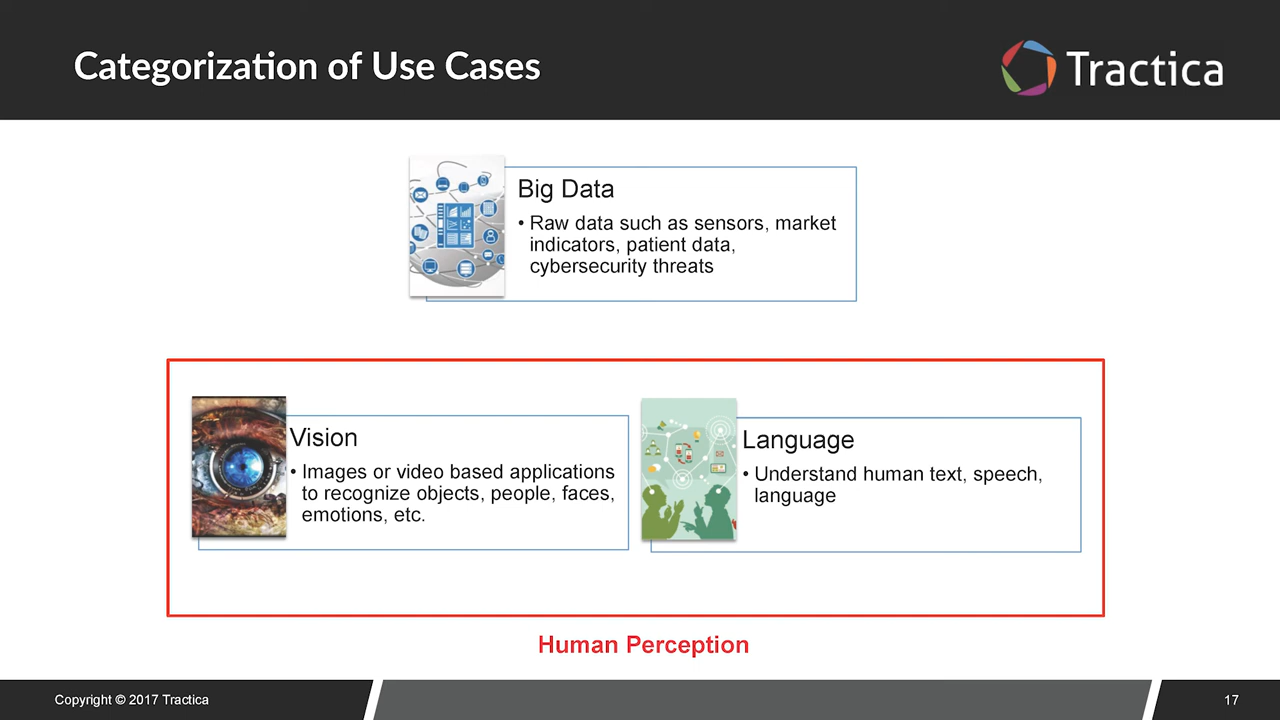 Categorization of Use Cases
Tractica
Big Data
• Raw data such as sensors, market
indicators, patient data,
cybersecurity threats
Vision
• Images or video based applications
to recognize objects, people, faces,
emotions, etc.
Language
• Understand human text, speech,
language
Human Perception
Copyright © 2017 Tractica
17